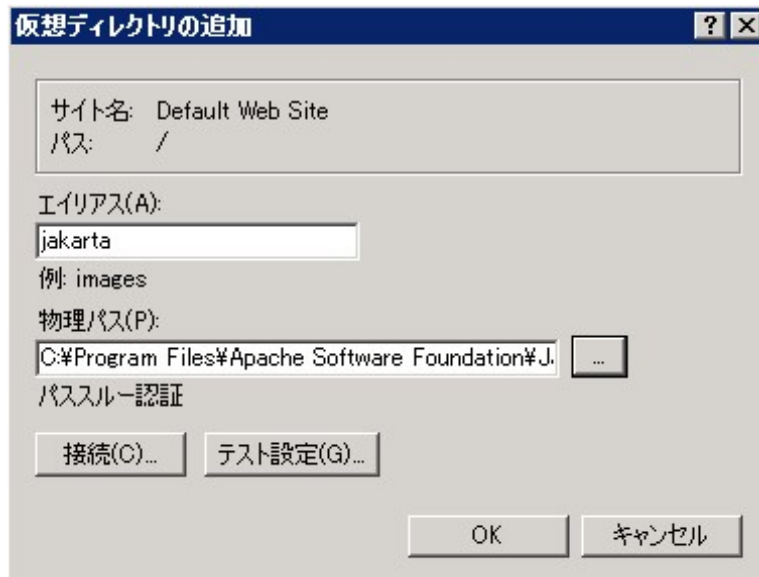 仮想ディレクトリの追加
サイト名: Default Web Site
パス: /
エイリアス(A):
jakarta
例: images
物理パス(P):
C:¥Program Files¥Apache Software Foundation¥J
...
パススルー認証
接続(C)...
テスト設定(G)...
OK
キャンセル